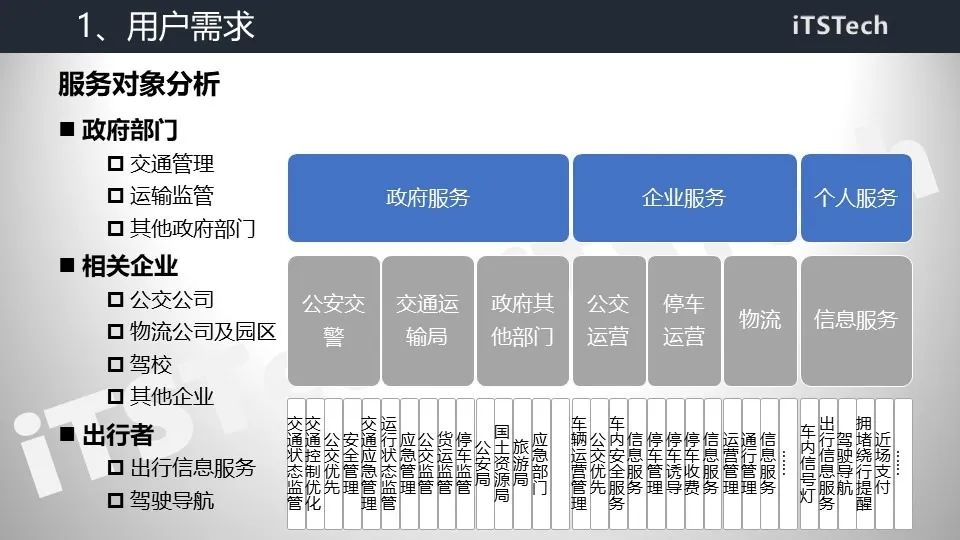 1、用户需求
iTSTech
服务对象分析
政府部门
交通管理
运输监管
其他政府部门
相关企业
公交公司
物流公司及园区
驾校
其他企业
出行者
出行信息服务
驾驶导航
政府服务
企业服务
个人服务
公安交
警
交通运
输局
政府其
他部门
公交
运营
停车
运营
物流
信息服务
交通状态监管
交通控制优化
公交优先
安全管理
交通应急管理
运行状态监管
应急管理
公交监管
货运监管
停车监管
公安局
国土资源局
旅游局
应急部门
车辆运营管理
公交优先
车内安全服务
信息服务
停车管理
停车诱导
停车收费
信息服务
运营管理
通行管理
信息服务
……
车内信号灯
出行信息服务
驾驶导航
拥堵绕行提醒
近场支付
……
iTSTech